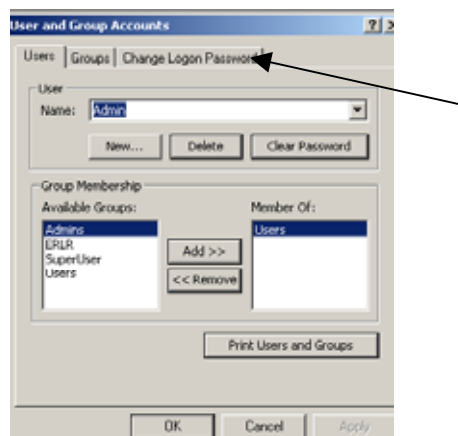 User and Group Accounts
Users Groups Change Logon Password
User
Name: Admin
New... Delete Clear Password
Group Membership
Available Groups: Member Of:
Admins Users
ERLR
SuperUser
Users
Add >>
<< Remove
Print Users and Groups
OK Cancel Apply